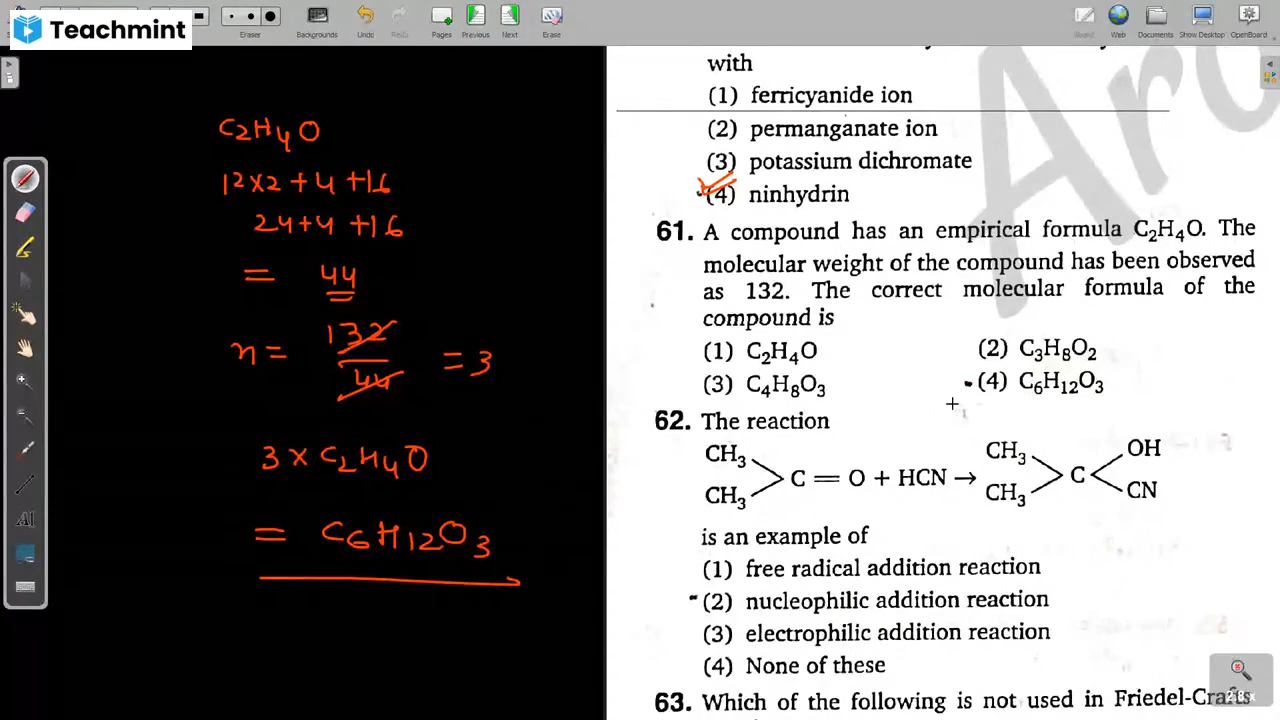 Eraser
Backgrounds
Undo
Redo
Pages
Previous
Next
Erase
Board
Web
Documents
Show Desktop
OpenBoard
Teachmint
C2H4O
12×2 + 4 +16
24+4 +16
= 44
n = 132/44 = 3
3 × C2H4O
= C6H12O3
with
(1) ferricyanide ion
(2) permanganate ion
(3) potassium dichromate
(4) ninhydrin
61. A compound has an empirical formula C₂H₄O. The
molecular weight of the compound has been observed
as 132. The correct molecular formula of the
compound is
(1) C₂H₄O (2) C₃H₈O₂
(3) C₄H₈O₃ (4) C₆H₁₂O₃
62. The reaction
CH₃ CH₃ OH
C = O + HCN → C
CH₃ CH₃ CN
is an example of
(1) free radical addition reaction
(2) nucleophilic addition reaction
(3) electrophilic addition reaction
(4) None of these
63. Which of the following is not used in Friedel-Crafts